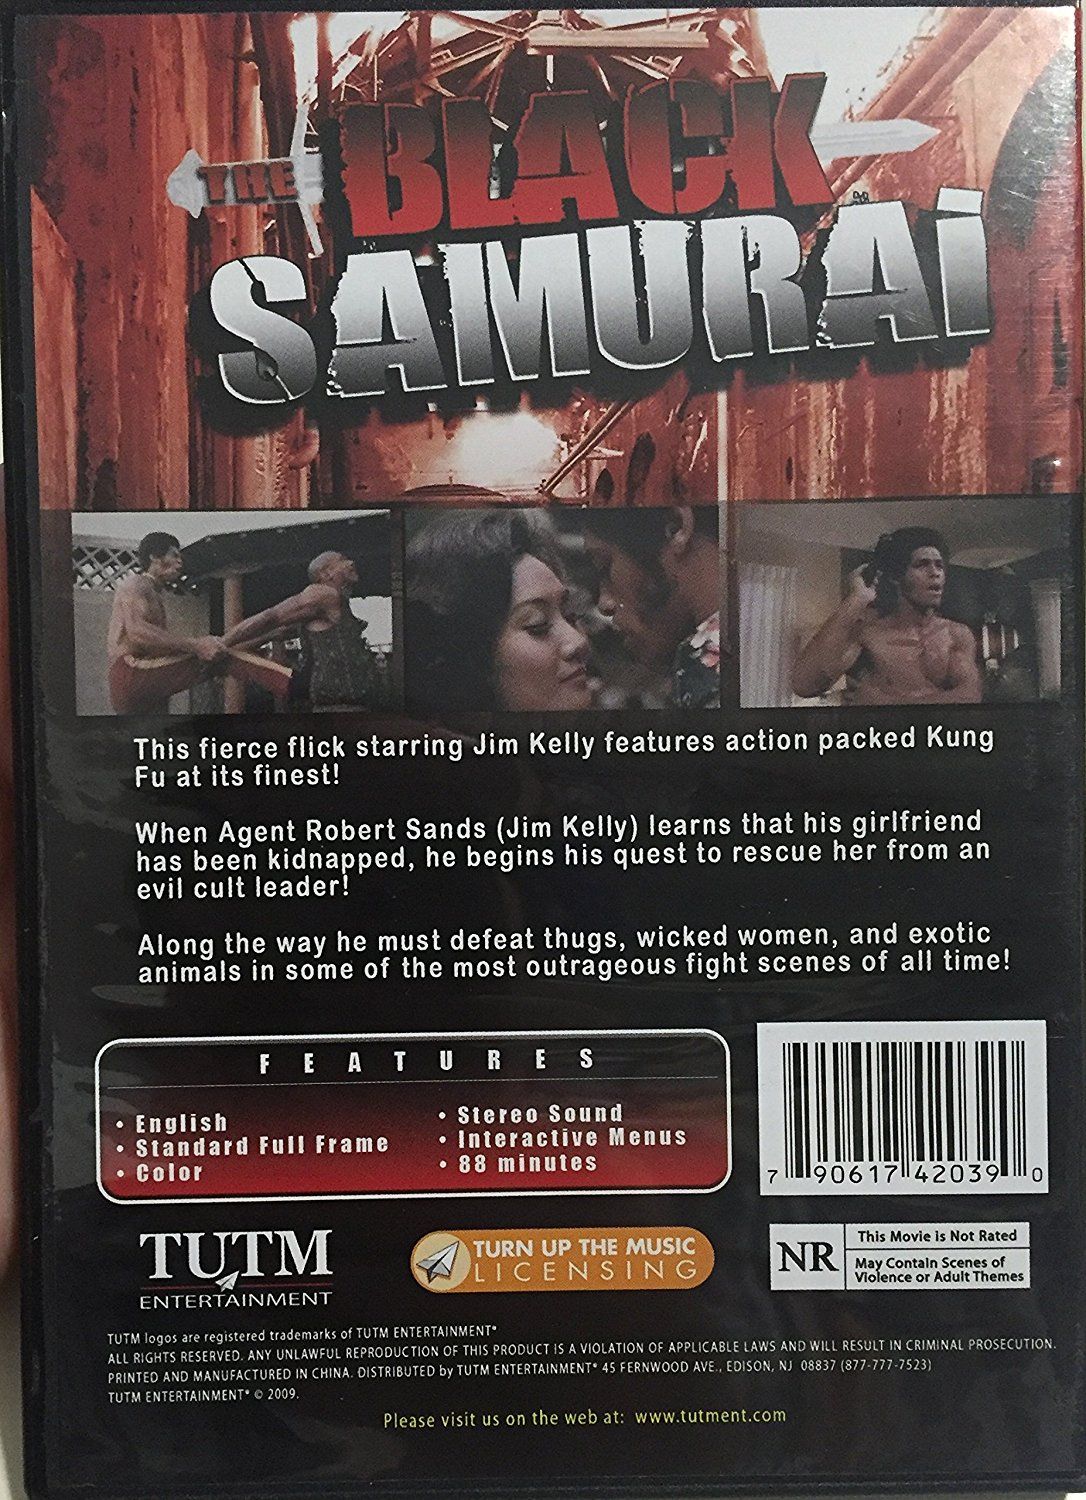 THE BLACK
SAMURAi
This fierce flick starring Jim Kelly features action packed Kung
Fu at its finest!
When Agent Robert Sands (Jim Kelly) learns that his girlfriend
has been kidnapped, he begins his quest to rescue her from an
evil cult leader!
Along the way he must defeat thugs, wicked women, and exotic
animals in some of the most outrageous fight scenes of all time!
FEATURES
• English
• Standard Full Frame
• Color
• Stereo Sound
• Interactive Menus
• 88 minutes
7 90617 42039 0
TUTM
ENTERTAINMENT
TURN UP THE MUSIC
LICENSING
NR
This Movie is Not Rated
May Contain Scenes of
Violence or Adult Themes
TUTM logos are registered trademarks of TUTM ENTERTAINMENT®
ALL RIGHTS RESERVED. ANY UNLAWFUL REPRODUCTION OF THIS PRODUCT IS A VIOLATION OF APPLICABLE LAWS AND WILL RESULT IN CRIMINAL PROSECUTION.
PRINTED AND MANUFACTURED IN CHINA. DISTRIBUTED by TUTM ENTERTAINMENT® 45 FERNWOOD AVE., EDISON, NJ 08837 (877-777-7523)
TUTM ENTERTAINMENT® © 2009.
Please visit us on the web at: www.tutment.com